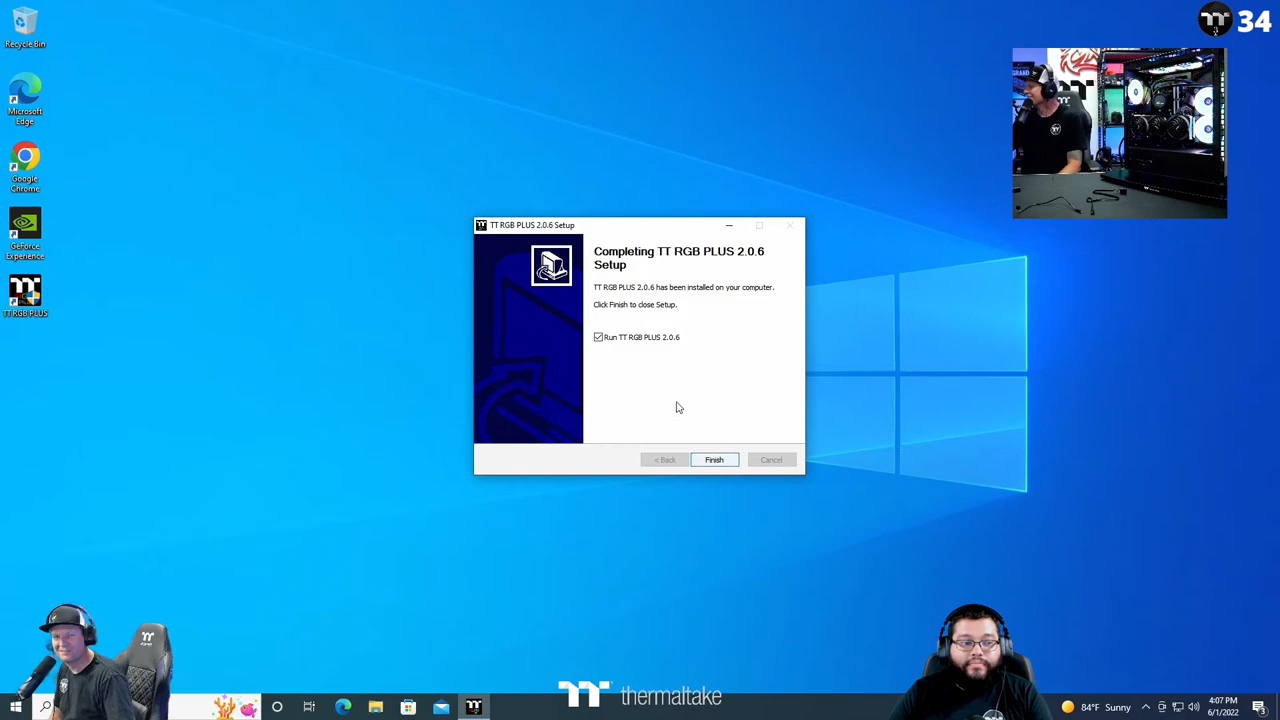 Recycle Bin
Microsoft
Edge
Google
Chrome
GeForce
Experience
TT RGB PLUS
34
TT RGB PLUS 2.0.6 Setup
Completing TT RGB PLUS 2.0.6
Setup
TT RGB PLUS 2.0.6 has been installed on your computer.
Click Finish to close Setup.
Run TT RGB PLUS 2.0.6
< Back
Finish
Cancel
thermaltake
84°F Sunny
4:07 PM
6/1/2022